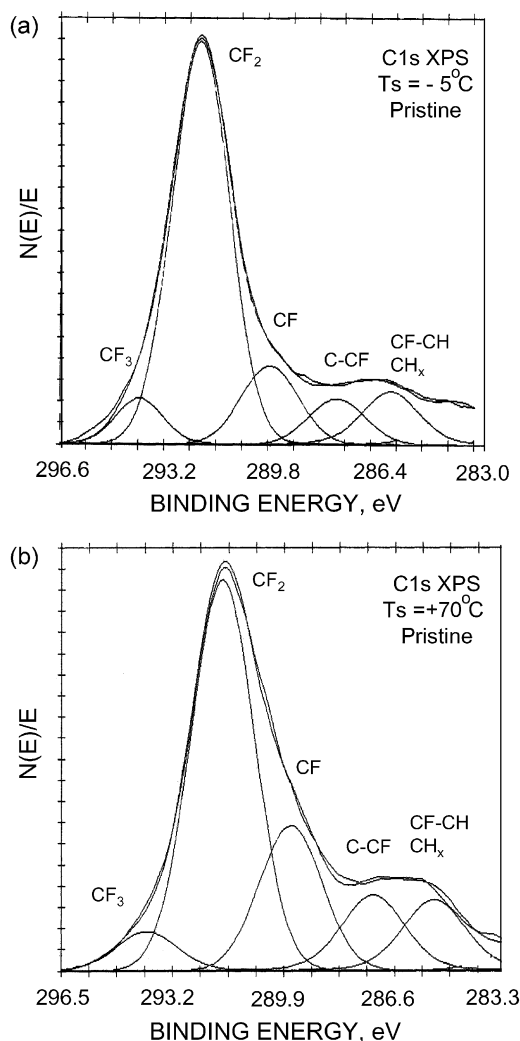 (a)
C1s XPS
Ts = - 5°C
Pristine
CF₂
CF₃
CF
C-CF
CF-CH
CHₓ
N(E)/E
296.6 293.2 289.8 286.4 283.0
BINDING ENERGY, eV
(b)
C1s XPS
Ts =+70°C
Pristine
CF₂
CF
CF₃
C-CF
CF-CH
CHₓ
N(E)/E
296.5 293.2 289.9 286.6 283.3
BINDING ENERGY, eV